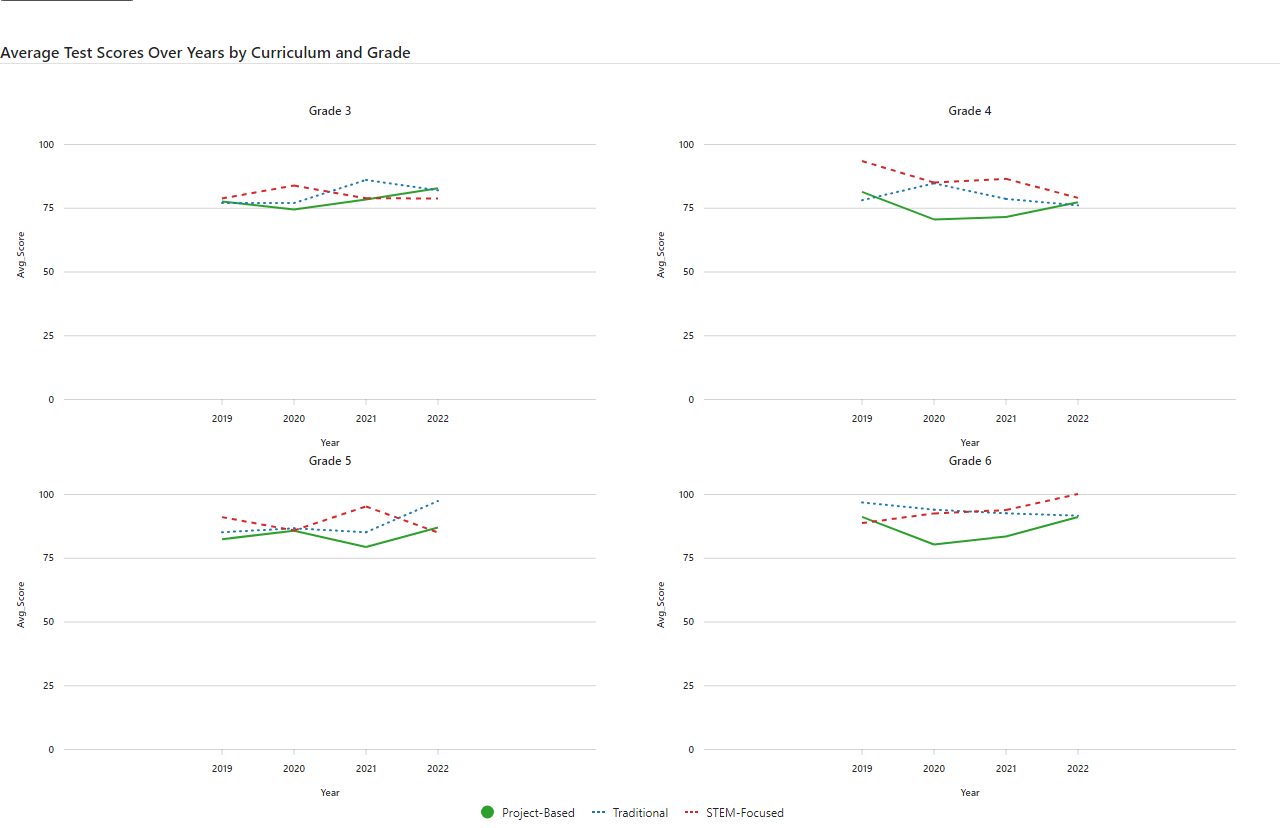 Average Test Scores Over Years by Curriculum and Grade
Grade 3
100
75
50
25
0
Avg_Score
2019 2020 2021 2022
Year
Grade 4
100
75
50
25
0
Avg_Score
2019 2020 2021 2022
Year
Grade 5
100
75
50
25
0
Avg_Score
2019 2020 2021 2022
Year
Grade 6
100
75
50
25
0
Avg_Score
2019 2020 2021 2022
Year
Project-Based Traditional STEM-Focused